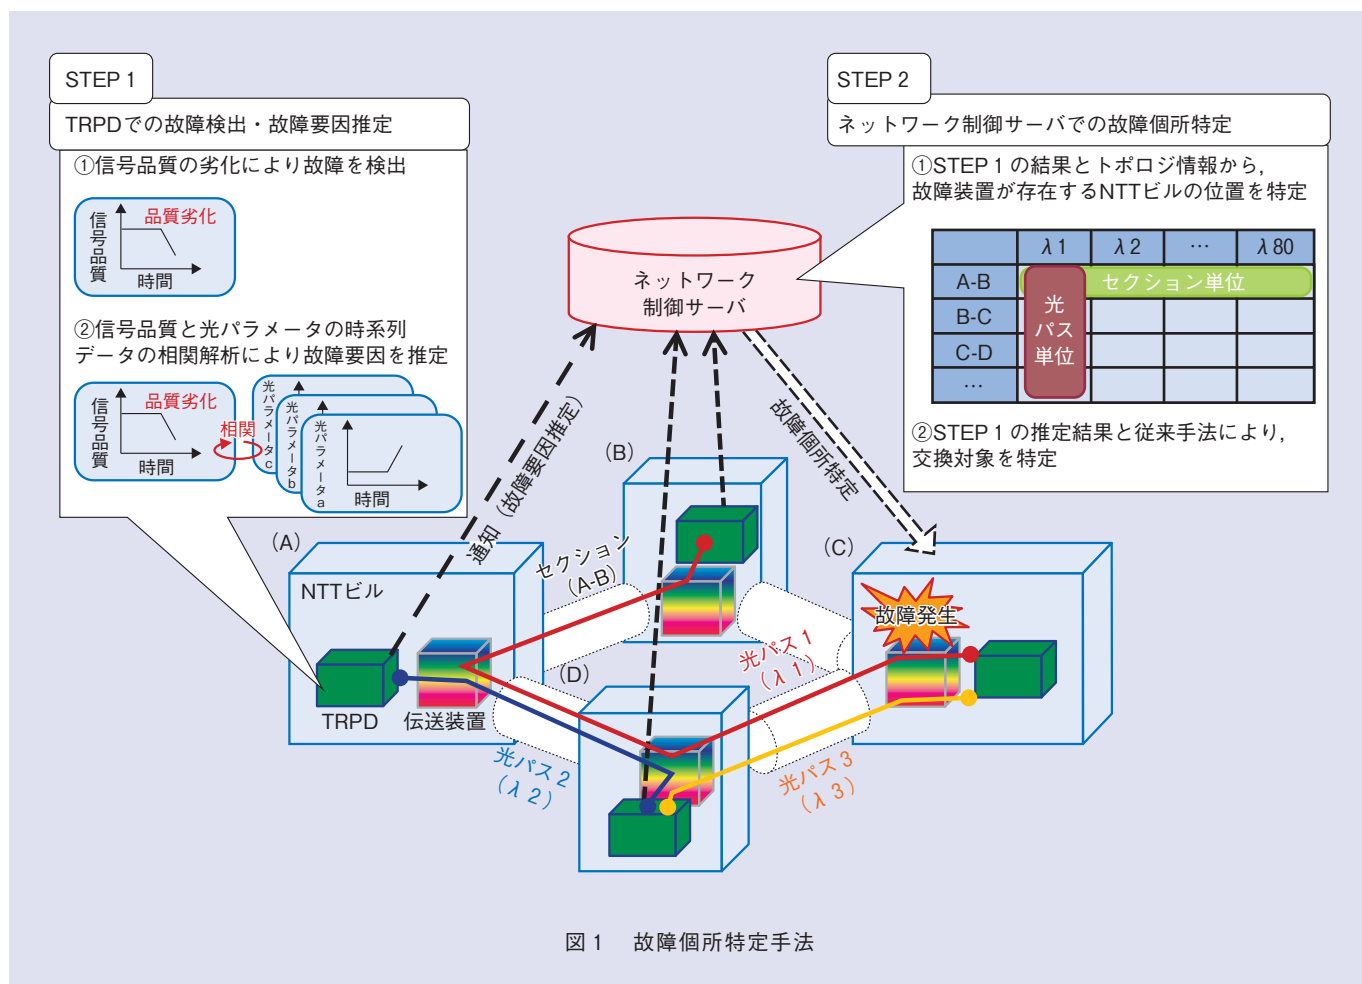 STEP 1
TRPDでの故障検出・故障要因推定
①信号品質の劣化により故障を検出
信号品質
品質劣化
時間
②信号品質と光パラメータの時系列
データの相関解析により故障要因を推定
信号品質
品質劣化
時間
相関
光パラメータc
光パラメータb
光パラメータa
時間
STEP 2
ネットワーク制御サーバでの故障個所特定
①STEP 1の結果とトポロジ情報から,
故障装置が存在するNTTビルの位置を特定
λ1 λ2 … λ80
A-B セクション単位
B-C
C-D
…
光
パス
単位
②STEP 1の推定結果と従来手法により,
交換対象を特定
ネットワーク
制御サーバ
通知（故障要因推定）
故障個所特定
(A)
NTTビル
TRPD
伝送装置
セクション
(A-B)
(B)
(C)
故障発生
(D)
光パス1
（λ1）
光パス2
（λ2）
光パス3
（λ3）
図1　故障個所特定手法